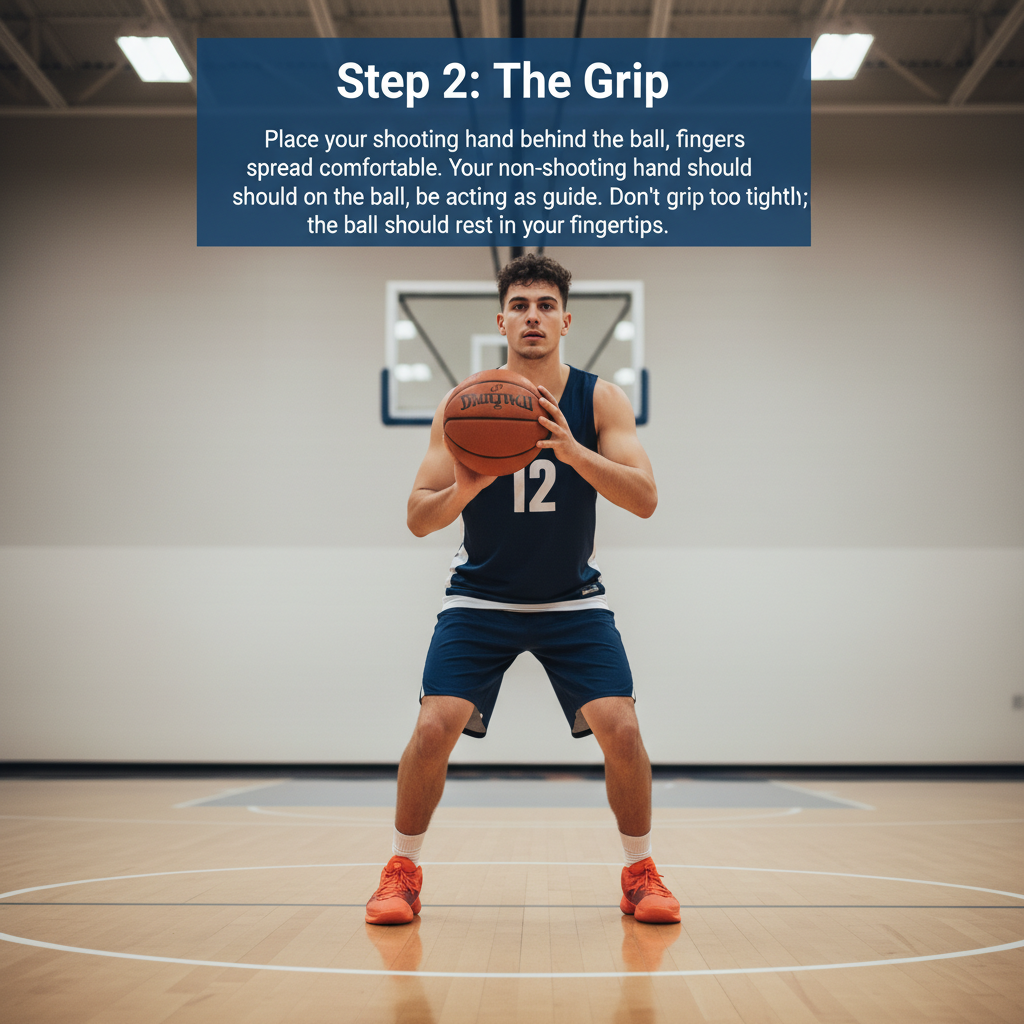 Step 2: The Grip
Place your shooting hand behind the ball, fingers
spread comfortable. Your non-shooting hand should
should on the ball, be acting as guide. Don't grip too
the ball should rest in your fingertips.
12